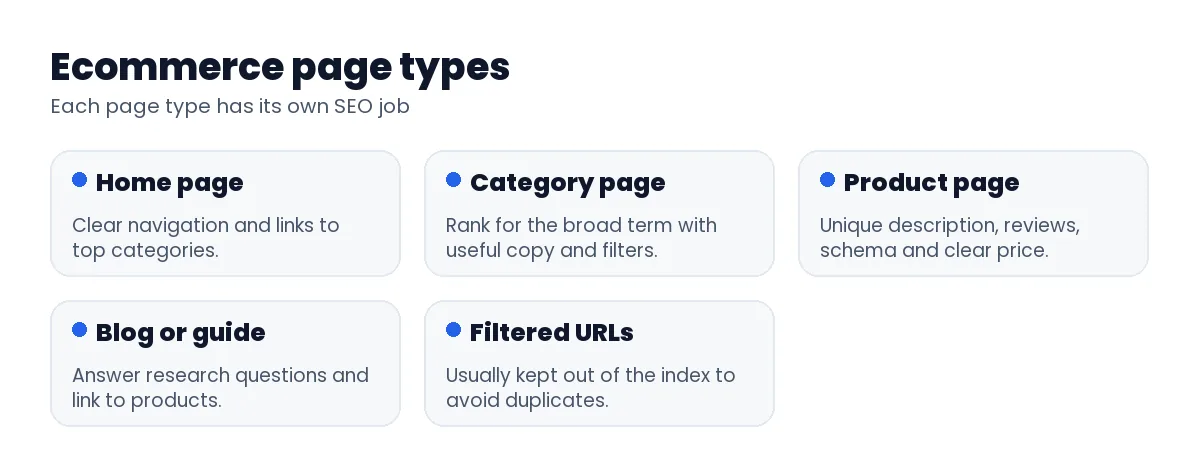 Ecommerce page types
Each page type has its own SEO job
Home page
Clear navigation and links to
top categories.
Category page
Rank for the broad term with
useful copy and filters.
Product page
Unique description, reviews,
schema and clear price.
Blog or guide
Answer research questions and
link to products.
Filtered URLs
Usually kept out of the index to
avoid duplicates.